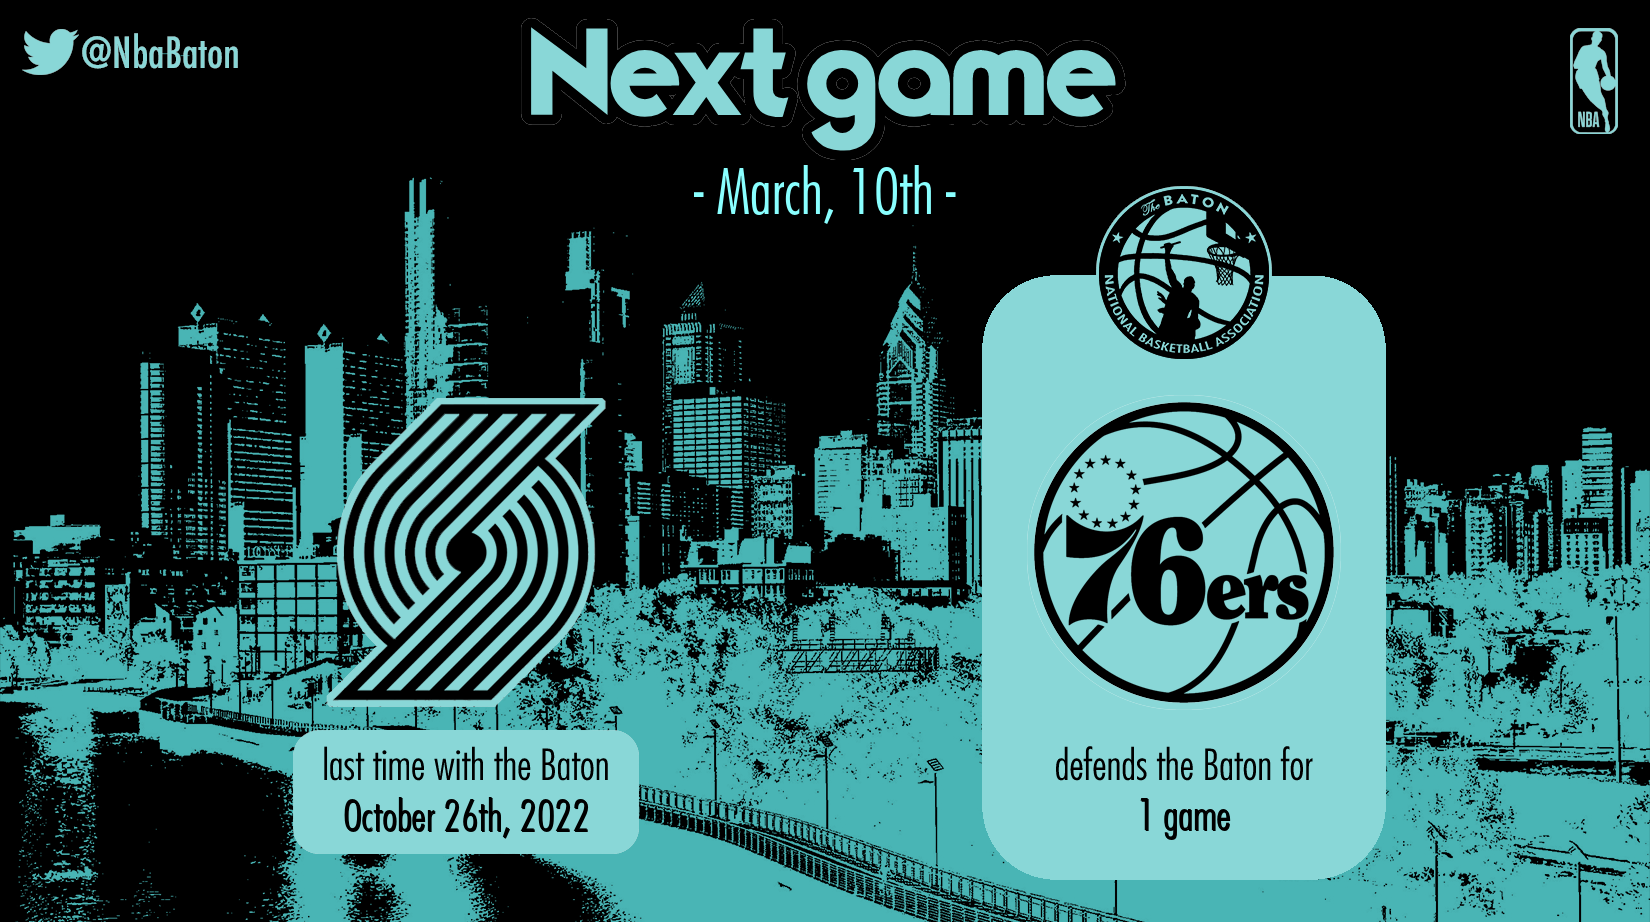 @NbaBaton
Next game
NBA
- March, 10th -
The BATON
NATIONAL BASKETBALL ASSOCIATION
76ers
last time with the Baton
October 26th, 2022
defends the Baton for
1 game